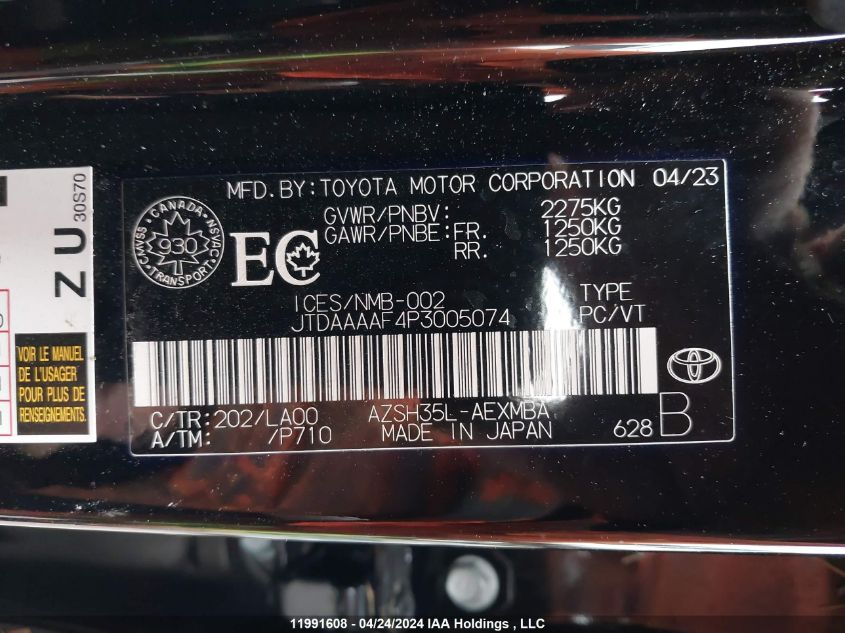 MFD.BY:TOYOTA MOTOR CORPORATION 04/23
GVWR/PNBV: 2275KG
GAWR/PNBE: FR. 1250KG
RR. 1250KG
CANADA
CMVSS NSVAC
930
TRANSPORT
EC
ICES/NMB-002
JTDAAAAF4P3005074
TYPE
PC/VT
C/TR:202/LA00 AZSH35L-AEXMBA
A/TM: /P710 MADE IN JAPAN
628 B
ZU
30S70
VOIR LE MANUEL
DE L'USAGER
POUR PLUS DE
RENSEIGNEMENTS.
11991608 - 04/24/2024 IAA Holdings , LLC